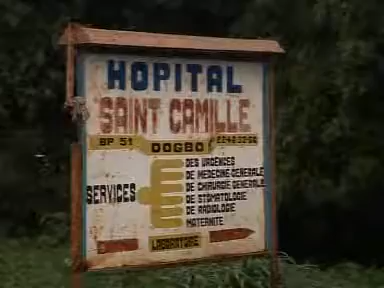 HOPITAL
SAINT CAMILLE
BP 51 DOGBO
SERVICES
DES URGENCES
DE MEDECINE GENERALE
DE CHIRURGIE GENERALE
DE STOMATOLOGIE
DE RADIOLOGIE
MATERNITE
LABORATOIRE